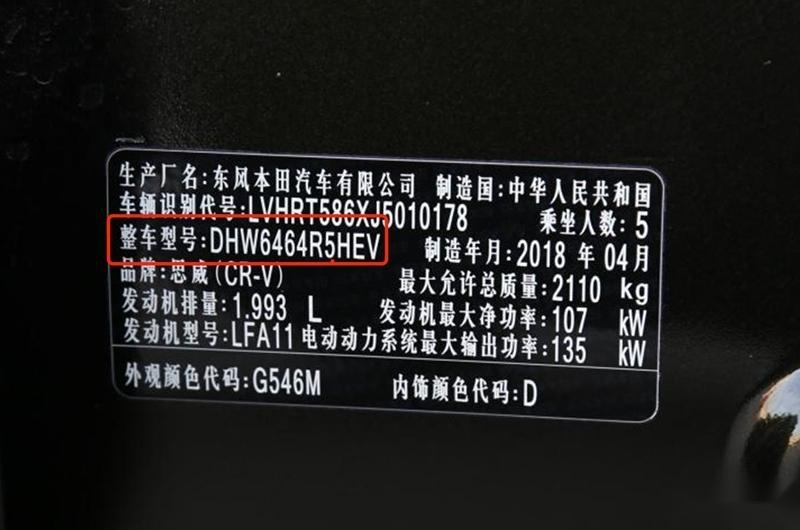 生产厂名:东风本田汽车有限公司 制造国:中华人民共和国
车辆识别代号:LVHRT586XJ5010178 乘坐人数:5
整车型号:DHW6464R5HEV 制造年月:2018 年 04月
品牌:思威(CR-V) 最大允许总质量:2110 kg
发动机排量:1.993 L 发动机最大净功率:107 kW
发动机型号:LFA11 电动动力系统最大输出功率:135 kW
外观颜色代码:G546M 内饰颜色代码:D